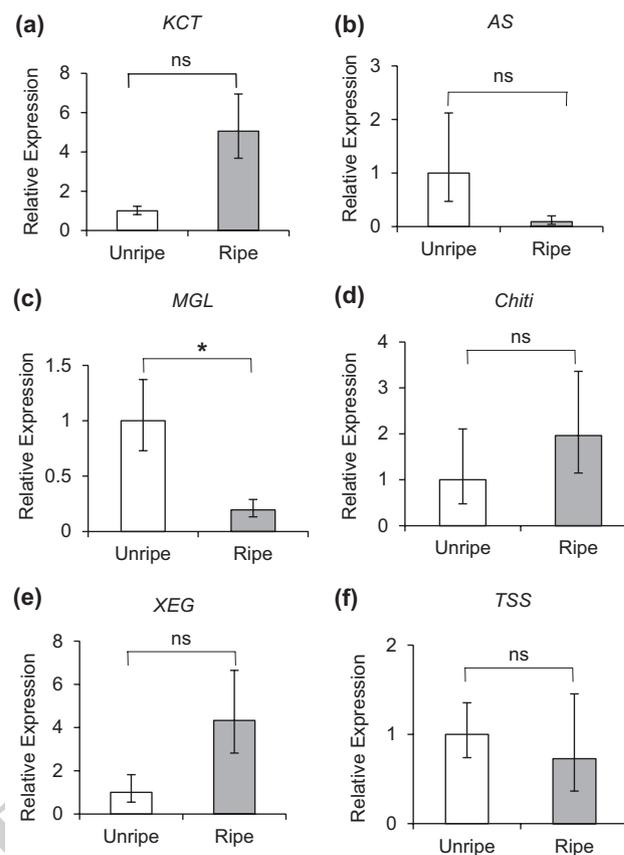 (a) KCT
ns
8
6
4
2
0
Relative Expression
Unripe Ripe
(b) AS
ns
3
2
1
0
Relative Expression
Unripe Ripe
(c) MGL
*
1.5
1
0.5
0
Relative Expression
Unripe Ripe
(d) Chiti
ns
4
3
2
1
0
Relative Expression
Unripe Ripe
(e) XEG
ns
8
6
4
2
0
Relative Expression
Unripe Ripe
(f) TSS
ns
2
1
0
Relative Expression
Unripe Ripe